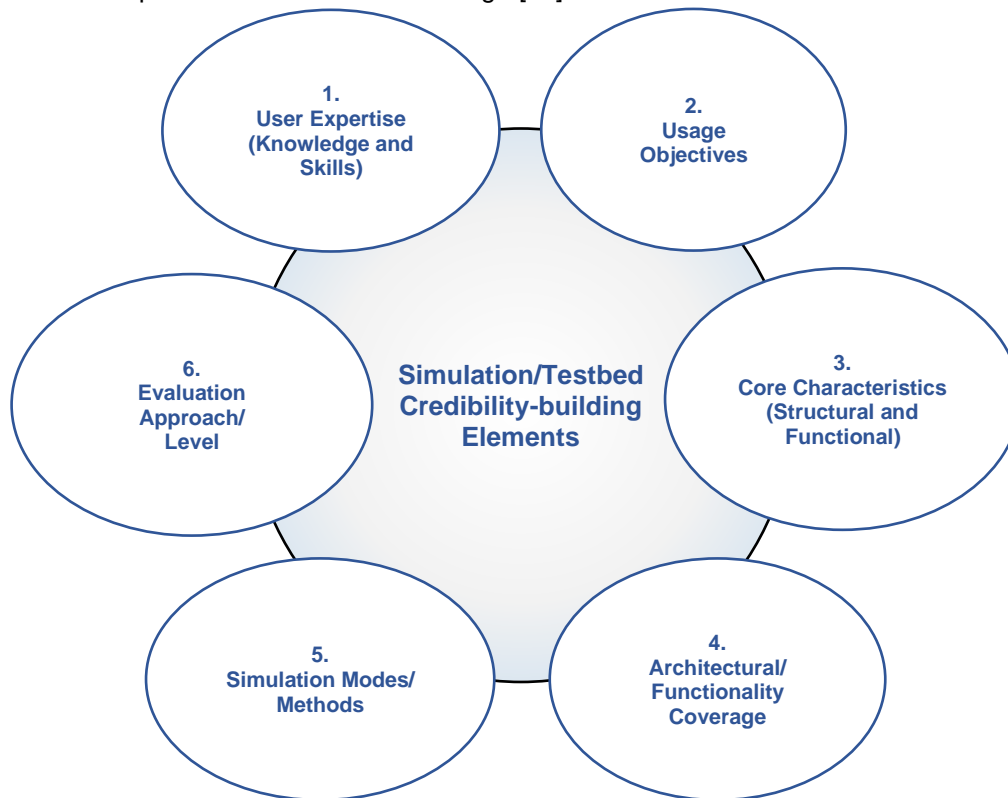 1.
User Expertise
(Knowledge and
Skills)
2.
Usage
Objectives
3.
Core Characteristics
(Structural and
Functional)
4.
Architectural/
Functionality
Coverage
5.
Simulation Modes/
Methods
6.
Evaluation
Approach/
Level
Simulation/Testbed
Credibility-building
Elements